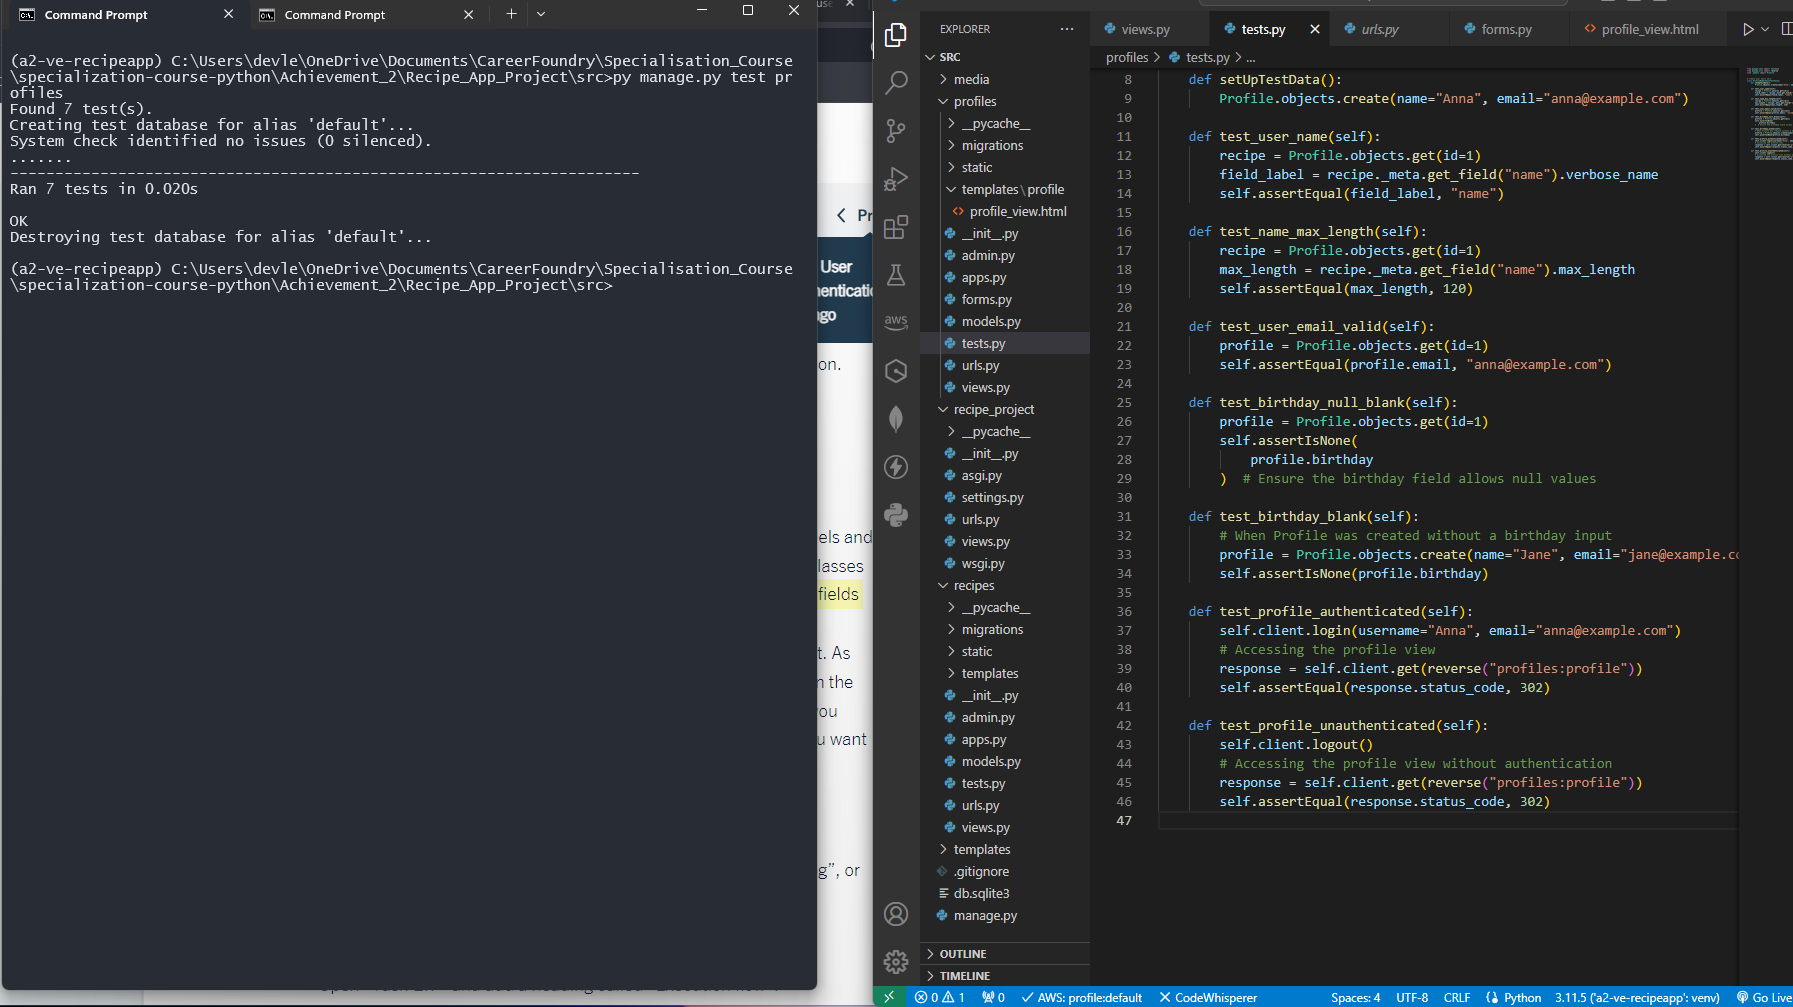 Command Prompt
Command Prompt
(a2-ve-recipeapp) C:\Users\devle\OneDrive\Documents\CareerFoundry\Specialisation_Course
\specialization-course-python\Achievement_2\Recipe_App_Project\src>py manage.py test pr
ofiles
Found 7 test(s).
Creating test database for alias 'default'...
System check identified no issues (0 silenced).
.......
----------------------------------------------------------------------
Ran 7 tests in 0.020s
OK
Destroying test database for alias 'default'...
(a2-ve-recipeapp) C:\Users\devle\OneDrive\Documents\CareerFoundry\Specialisation_Course
\specialization-course-python\Achievement_2\Recipe_App_Project\src>
User
on.
els and
lasses
fields
t. As
n the
ou
u want
g”, or
EXPLORER
SRC
media
profiles
__pycache__
migrations
static
templates\profile
profile_view.html
__init__.py
admin.py
apps.py
forms.py
models.py
tests.py
urls.py
views.py
recipe_project
__pycache__
__init__.py
asgi.py
settings.py
urls.py
views.py
wsgi.py
recipes
__pycache__
migrations
static
templates
__init__.py
admin.py
apps.py
models.py
tests.py
urls.py
views.py
templates
.gitignore
db.sqlite3
manage.py
OUTLINE
TIMELINE
aws
views.py
tests.py
urls.py
forms.py
profile_view.html
profiles > tests.py > ...
8 def setUpTestData():
9 Profile.objects.create(name="Anna", email="anna@example.com")
10
11 def test_user_name(self):
12 recipe = Profile.objects.get(id=1)
13 field_label = recipe._meta.get_field("name").verbose_name
14 self.assertEqual(field_label, "name")
15
16 def test_name_max_length(self):
17 recipe = Profile.objects.get(id=1)
18 max_length = recipe._meta.get_field("name").max_length
19 self.assertEqual(max_length, 120)
20
21 def test_user_email_valid(self):
22 profile = Profile.objects.get(id=1)
23 self.assertEqual(profile.email, "anna@example.com")
24
25 def test_birthday_null_blank(self):
26 profile = Profile.objects.get(id=1)
27 self.assertIsNone(
28 profile.birthday
29 ) # Ensure the birthday field allows null values
30
31 def test_birthday_blank(self):
32 # When Profile was created without a birthday input
33 profile = Profile.objects.create(name="Jane", email="jane@example.co
34 self.assertIsNone(profile.birthday)
35
36 def test_profile_authenticated(self):
37 self.client.login(username="Anna", email="anna@example.com")
38 # Accessing the profile view
39 response = self.client.get(reverse("profiles:profile"))
40 self.assertEqual(response.status_code, 302)
41
42 def test_profile_unauthenticated(self):
43 self.client.logout()
44 # Accessing the profile view without authentication
45 response = self.client.get(reverse("profiles:profile"))
46 self.assertEqual(response.status_code, 302)
47
0 1 0 AWS: profile:default CodeWhisperer Spaces: 4 UTF-8 CRLF Python 3.11.5 ('a2-ve-recipeapp': venv) Go Live